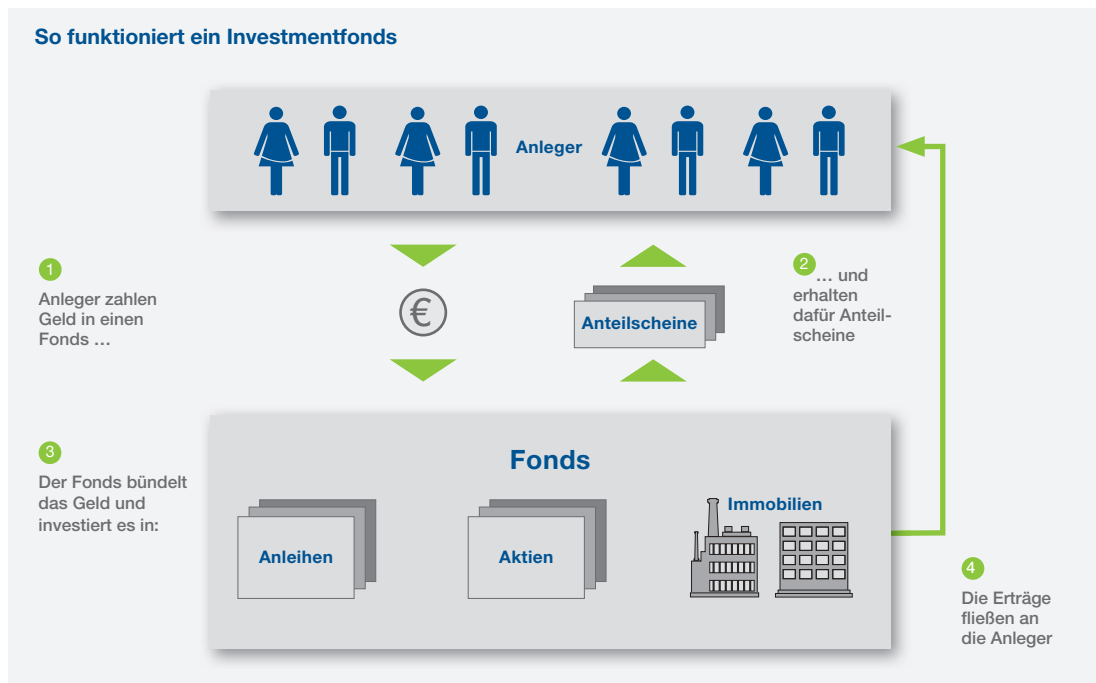 So funktioniert ein Investmentfonds
Anleger
1
Anleger zahlen
Geld in einen
Fonds …
€
Anteilscheine
2
… und
erhalten
dafür Anteil-
scheine
3
Der Fonds bündelt
das Geld und
investiert es in:
Fonds
Anleihen
Aktien
Immobilien
4
Die Erträge
fließen an
die Anleger